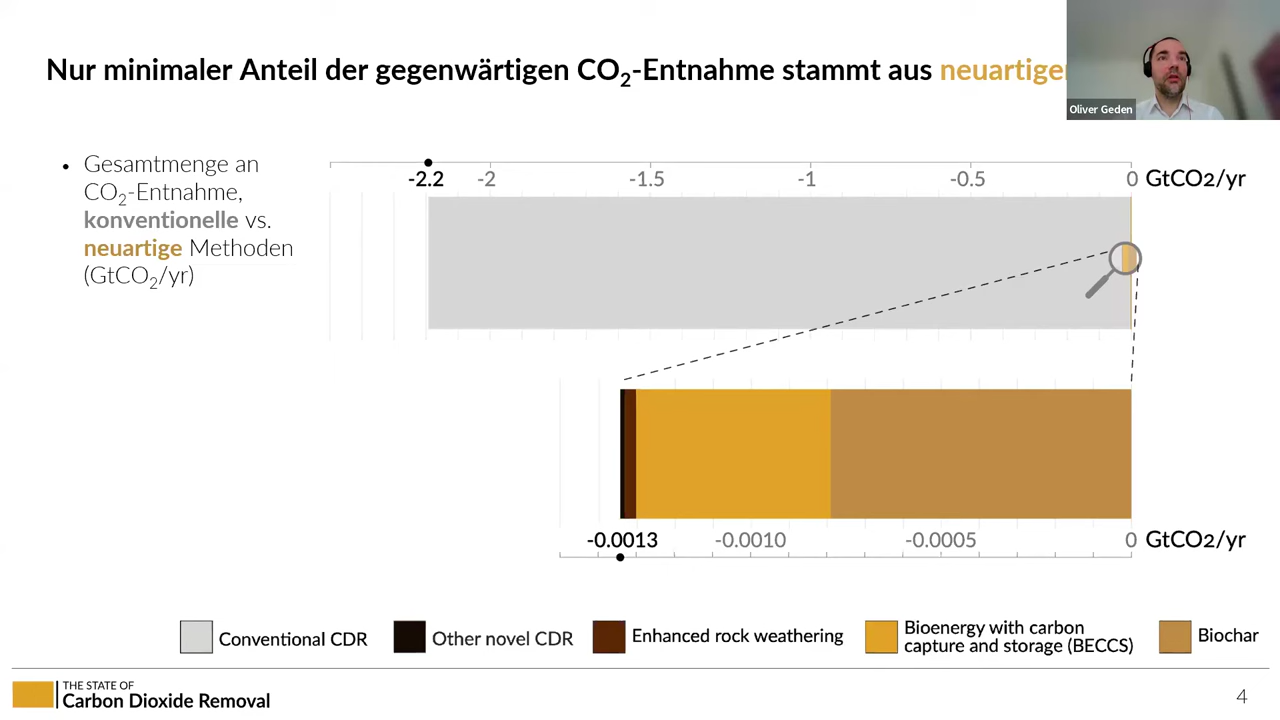 Nur minimaler Anteil der gegenwärtigen CO₂-Entnahme stammt aus
Oliver Geden
• Gesamtmenge an
CO₂-Entnahme,
konventionelle vs.
neuartige Methoden
(GtCO₂/yr)
-2.2 -2 -1.5 -1 -0.5 0 GtCO2/yr
-0.0013 -0.0010 -0.0005 0 GtCO2/yr
Conventional CDR
Other novel CDR
Enhanced rock weathering
Bioenergy with carbon
capture and storage (BECCS)
Biochar
THE STATE OF
Carbon Dioxide Removal
4